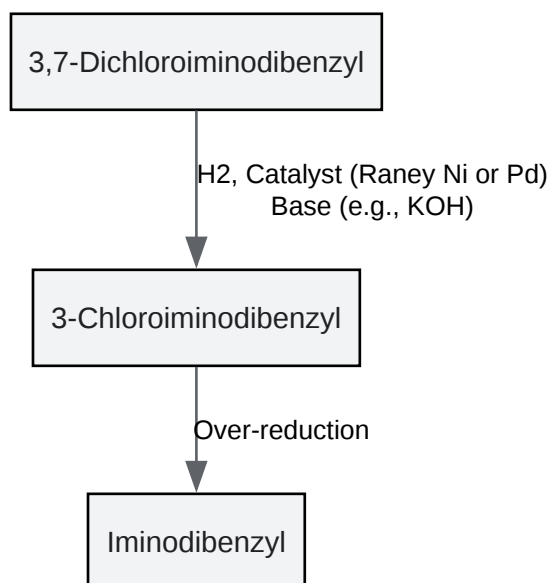 3,7-Dichloroiminodibenzyl
H2, Catalyst (Raney Ni or Pd)
Base (e.g., KOH)
3-Chloroiminodibenzyl
Over-reduction
Iminodibenzyl